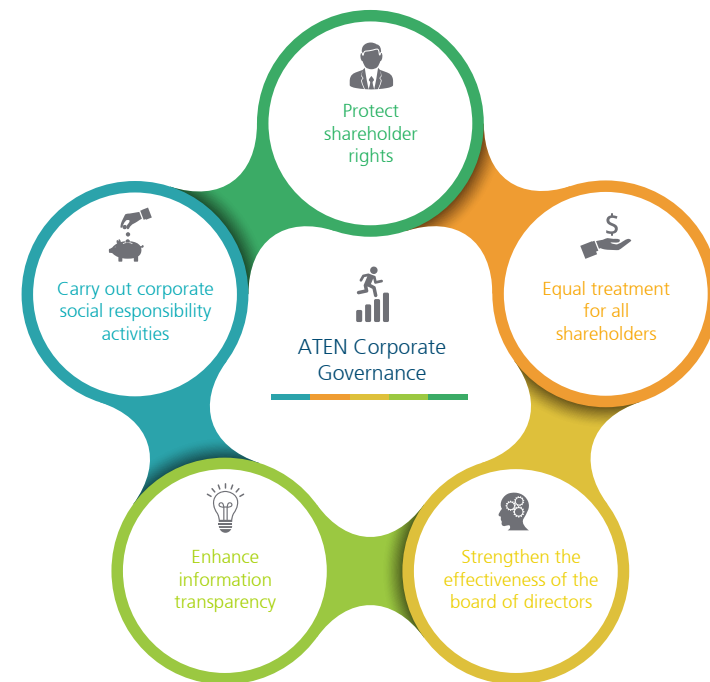 Protect
shareholder
rights
Equal treatment
for all
shareholders
Strengthen the
effectiveness of the
board of directors
Enhance
information
transparency
Carry out corporate
social responsibility
activities
ATEN Corporate
Governance
$